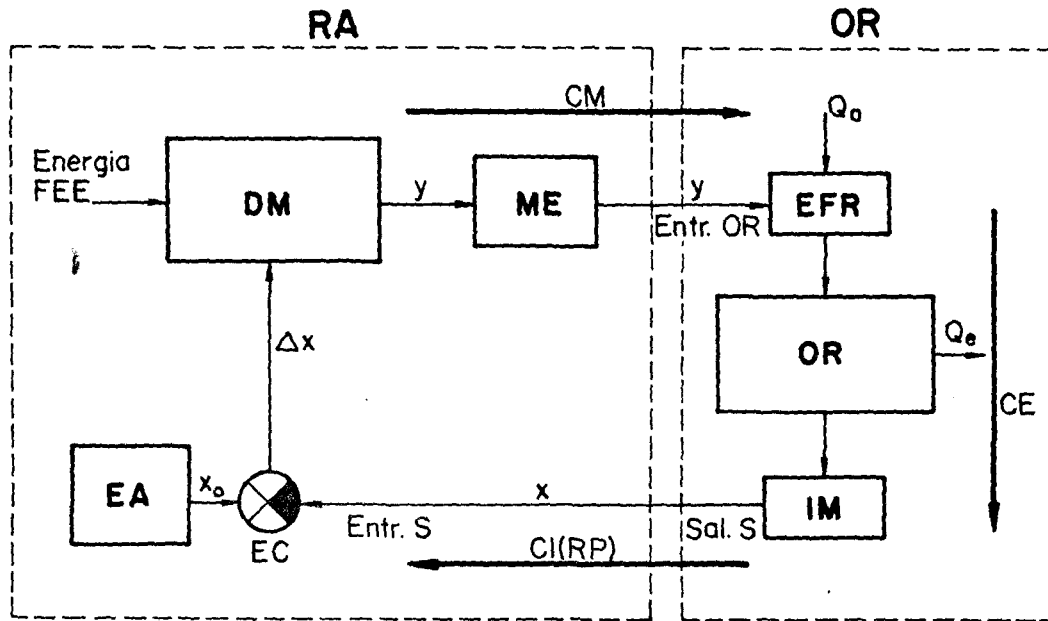 RA
OR
CM
Qa
Energia
FEE
DM
y
ME
y
EFR
Entr. OR
Δx
OR
Qe
CE
EA
xo
x
IM
EC
Entr. S
Sal. S
CI(RP)